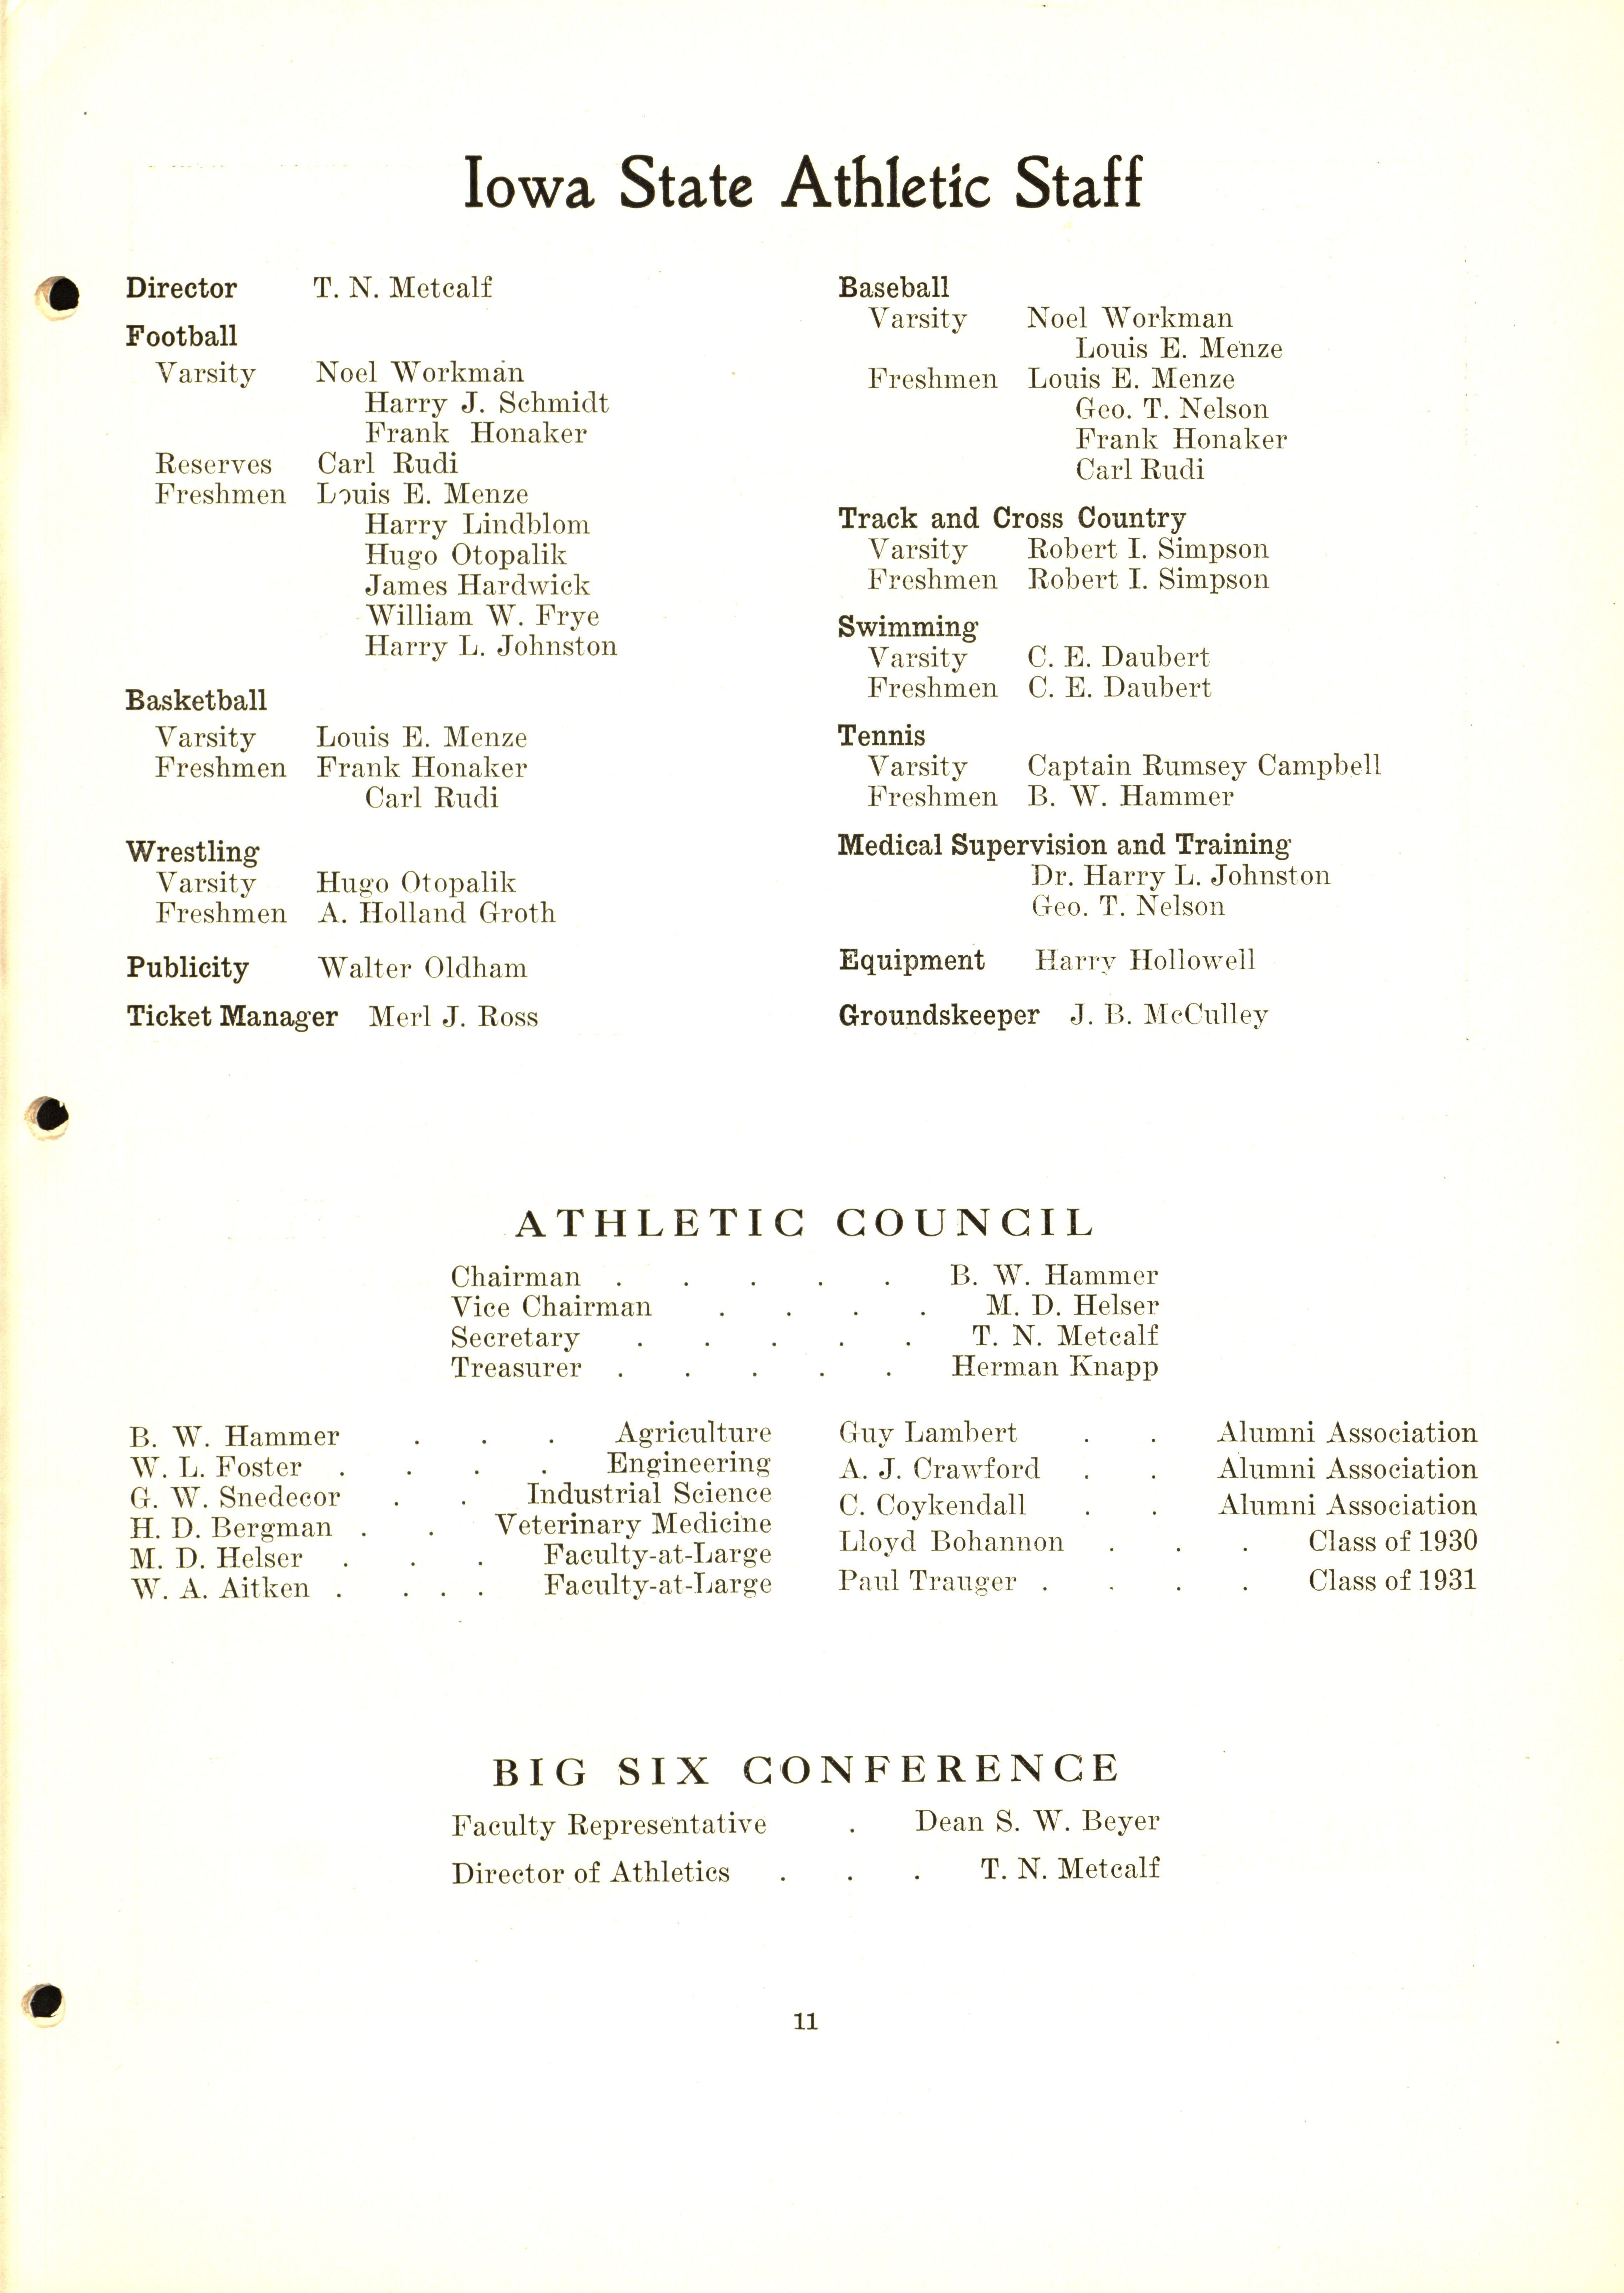 Iowa State Athletic Staff
Director T. N. Metcalf
Football
Varsity Noel Workman
Harry J. Schmidt
Frank Honaker
Reserves Carl Rudi
Freshmen Louis E. Menze
Harry Lindblom
Hugo Otopalik
James Hardwick
William W. Frye
Harry L. Johnston
Basketball
Varsity Louis E. Menze
Freshmen Frank Honaker
Carl Rudi
Wrestling
Varsity Hugo Otopalik
Freshmen A. Holland Groth
Publicity Walter Oldham
Ticket Manager Merl J. Ross
Baseball
Varsity Noel Workman
Louis E. Menze
Freshmen Louis E. Menze
Geo. T. Nelson
Frank Honaker
Carl Rudi
Track and Cross Country
Varsity Robert I. Simpson
Freshmen Robert I. Simpson
Swimming
Varsity C. E. Daubert
Freshmen C. E. Daubert
Tennis
Varsity Captain Rumsey Campbell
Freshmen B. W. Hammer
Medical Supervision and Training
Dr. Harry L. Johnston
Geo. T. Nelson
Equipment Harry Hollowell
Groundskeeper J. B. McCulley
ATHLETIC COUNCIL
Chairman . . . . . B. W. Hammer
Vice Chairman . . . . M. D. Helser
Secretary . . . . . T. N. Metcalf
Treasurer . . . . . Herman Knapp
B. W. Hammer . . . Agriculture
W. L. Foster . . . . Engineering
G. W. Snedecor . . Industrial Science
H. D. Bergman . . Veterinary Medicine
M. D. Helser . . . Faculty-at-Large
W. A. Aitken . . . . Faculty-at-Large
Guy Lambert . . Alumni Association
A. J. Crawford . . Alumni Association
C. Coykendall . . Alumni Association
Lloyd Bohannon . . . Class of 1930
Paul Trauger . . . . Class of 1931
BIG SIX CONFERENCE
Faculty Representative . Dean S. W. Beyer
Director of Athletics . . . T. N. Metcalf
11